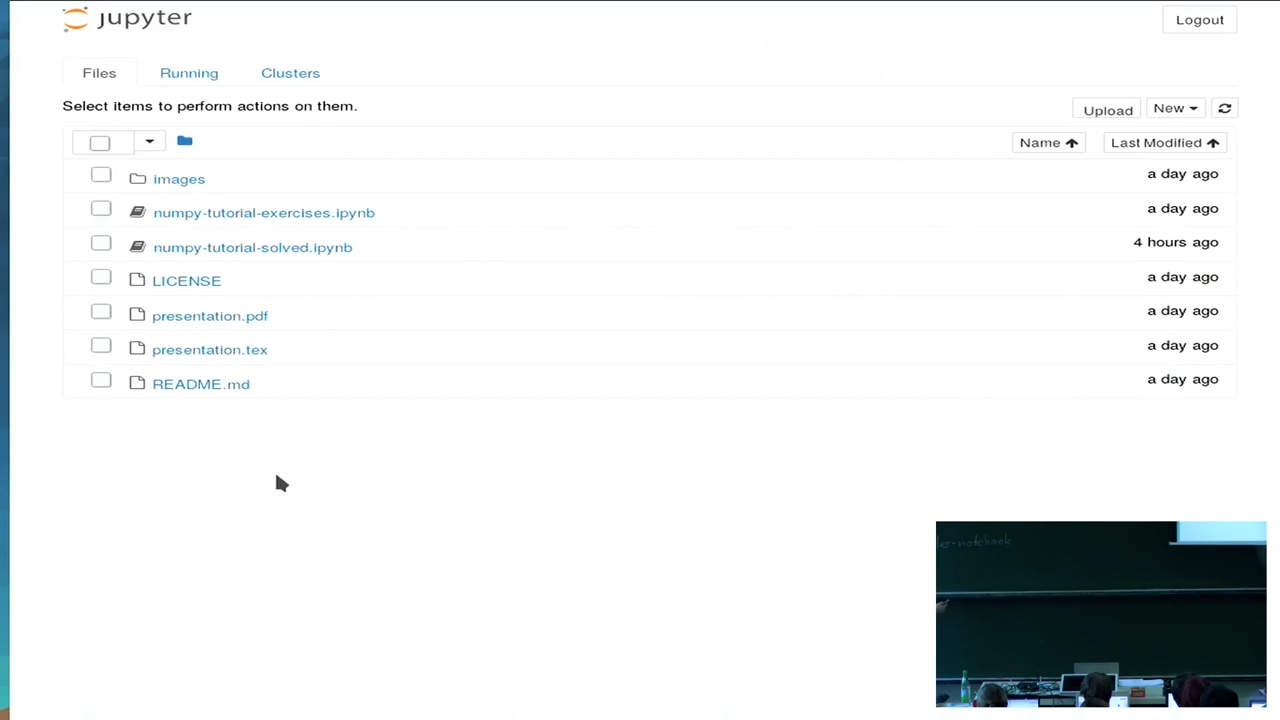 jupyter
Logout
Files Running Clusters
Select items to perform actions on them.
Upload New
Name Last Modified
images a day ago
numpy-tutorial-exercises.ipynb a day ago
numpy-tutorial-solved.ipynb 4 hours ago
LICENSE a day ago
presentation.pdf a day ago
presentation.tex a day ago
README.md a day ago
-notebook